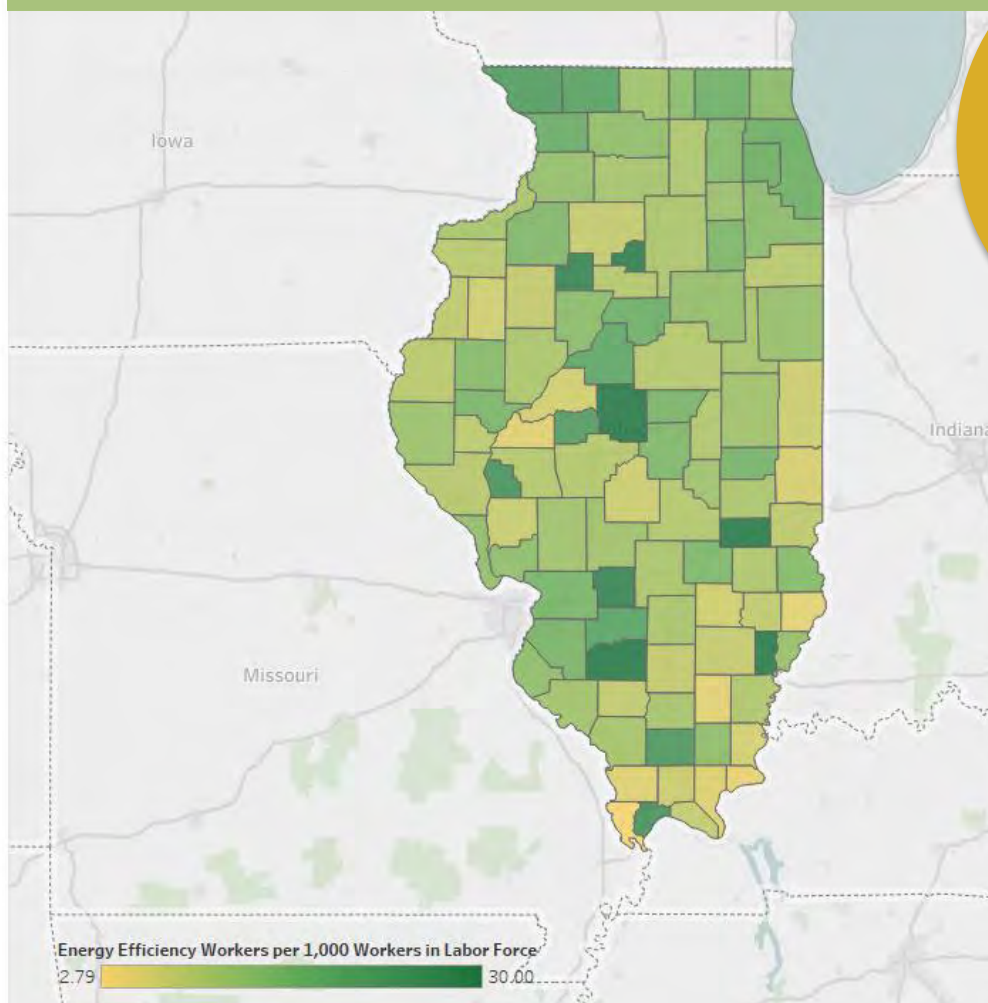 Iowa
Indiana
Missouri
Energy Efficiency Workers per 1,000 Workers in Labor Force
2.79 30.00